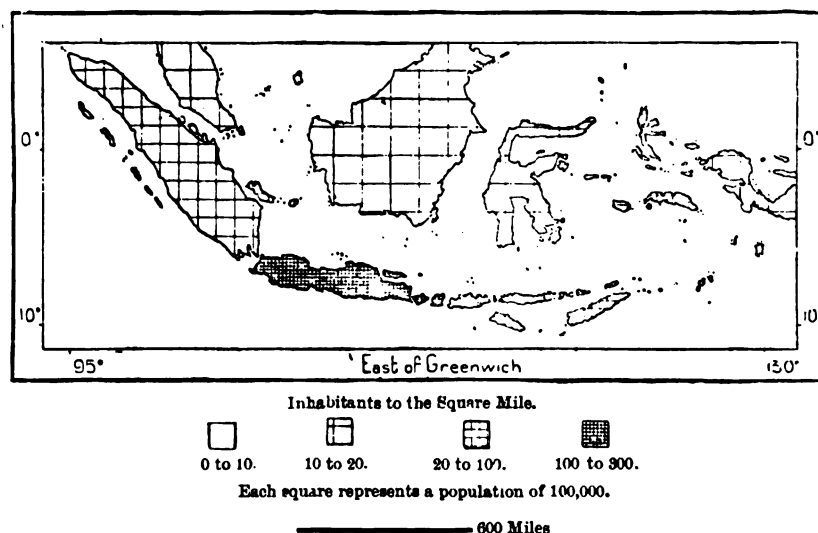 0° 0°
10° 10
95° East of Greenwich 130°
Inhabitants to the Square Mile.
0 to 10. 10 to 20. 20 to 100. 100 to 300.
Each square represents a population of 100,000.
600 Miles